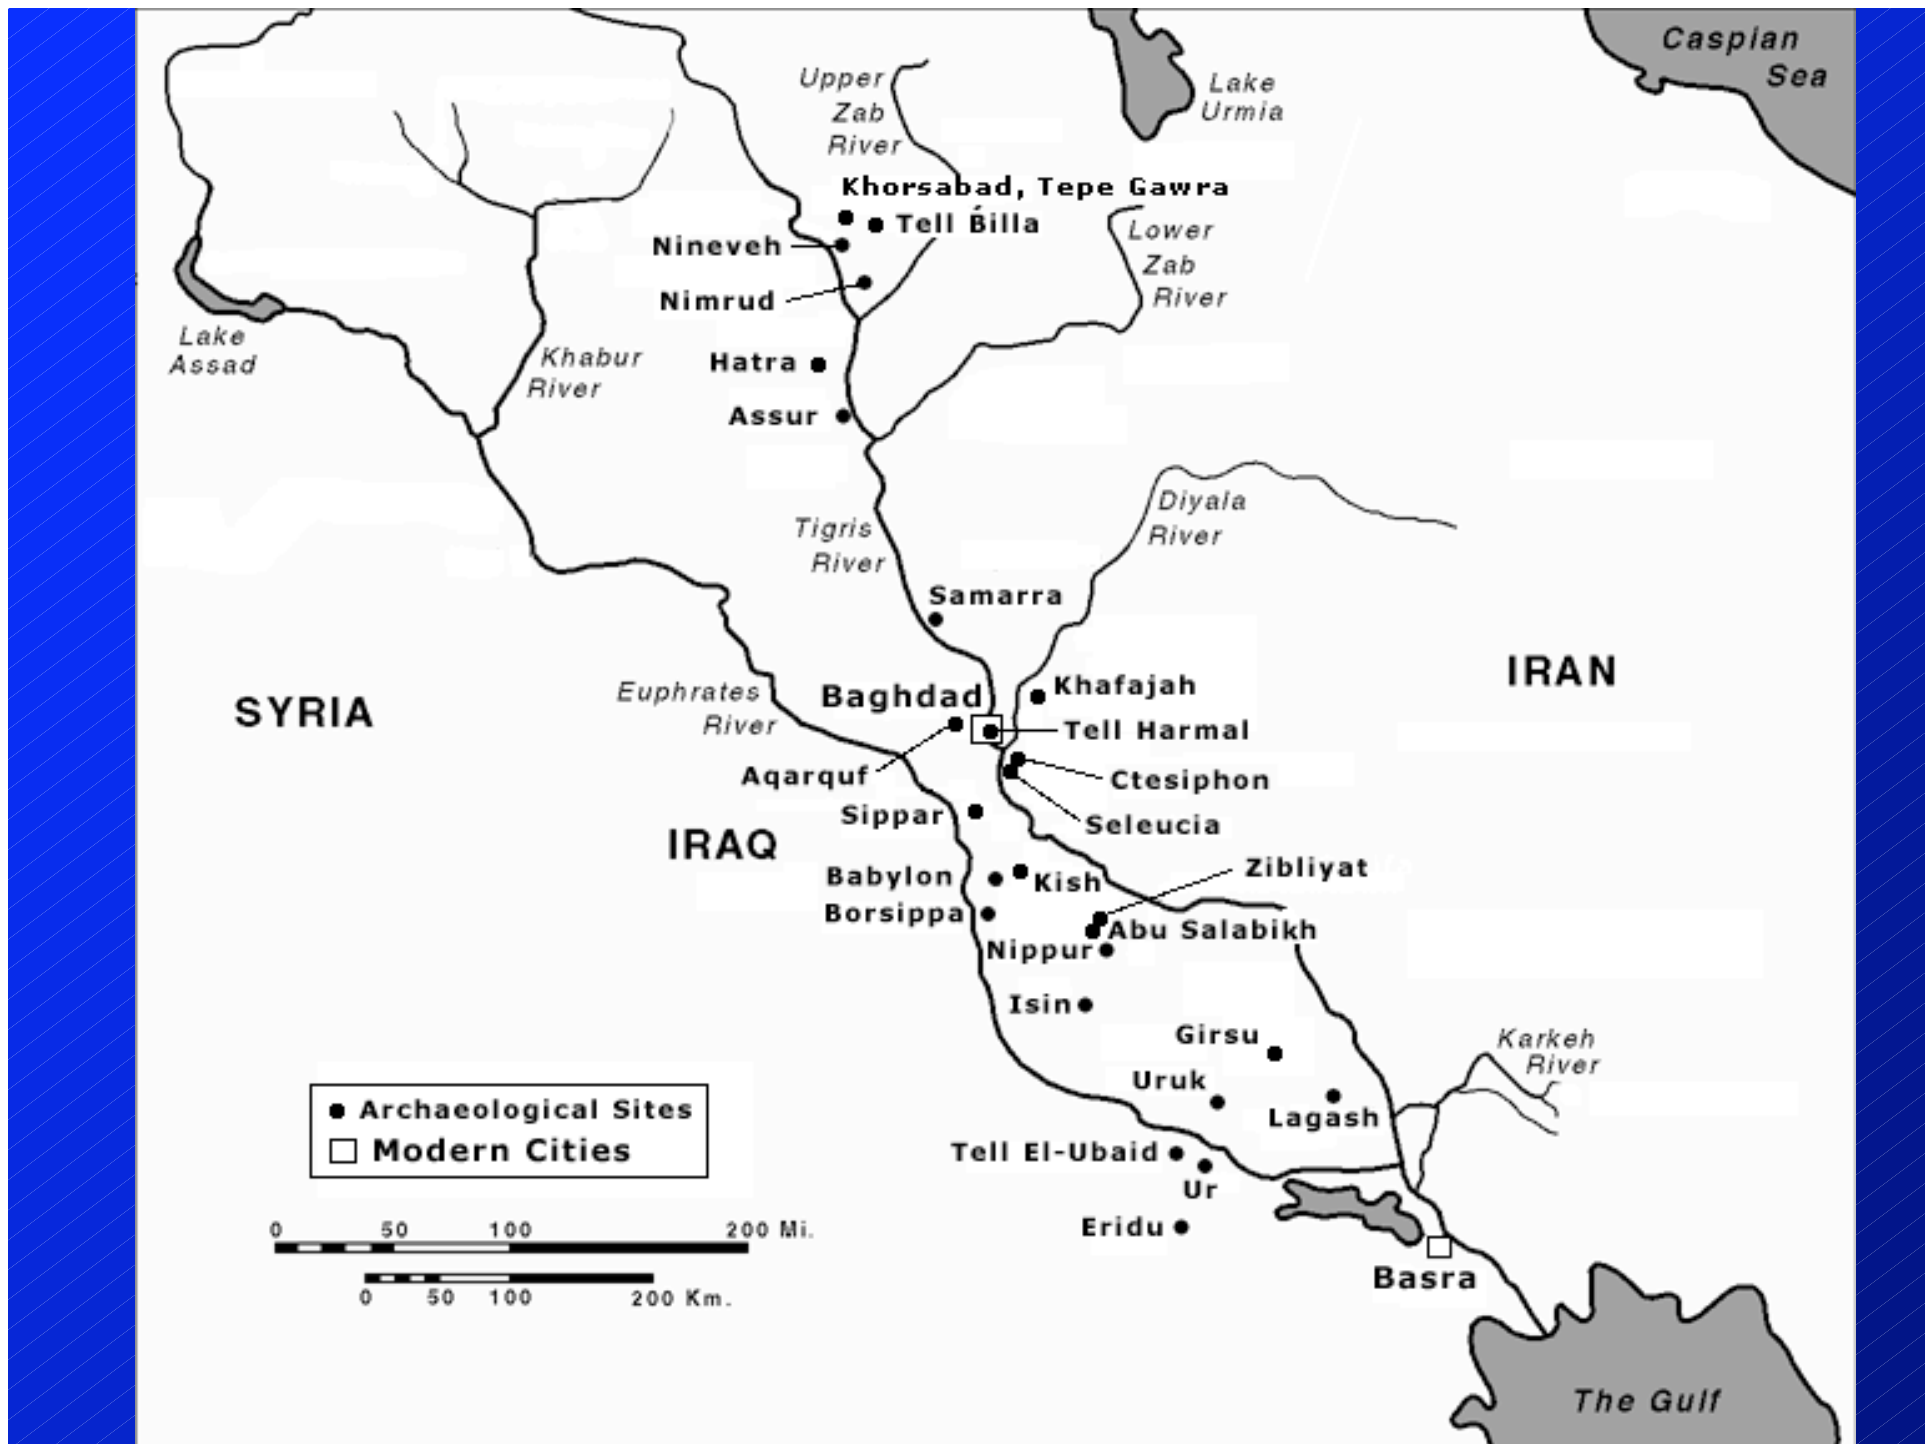 Caspian
Sea
Upper
Zab
River
Lake
Urmia
Khorsabad, Tepe Gawra
Tell Billa
Lower
Zab
River
Nineveh
Nimrud
Lake
Assad
Khabur
River
Hatra
Assur
Diyala
River
Tigris
River
Samarra
IRAN
SYRIA
Euphrates
River
Baghdad
Khafajah
Tell Harmal
Aqarquf
Ctesiphon
Sippar
Seleucia
IRAQ
Zibliyat
Babylon
Kish
Borsippa
Abu Salabikh
Nippur
Isin
Girsu
Karkeh
River
Uruk
Lagash
Archaeological Sites
Modern Cities
Tell El-Ubaid
Ur
Eridu
0 50 100 200 Mi.
0 50 100 200 Km.
Basra
The Gulf